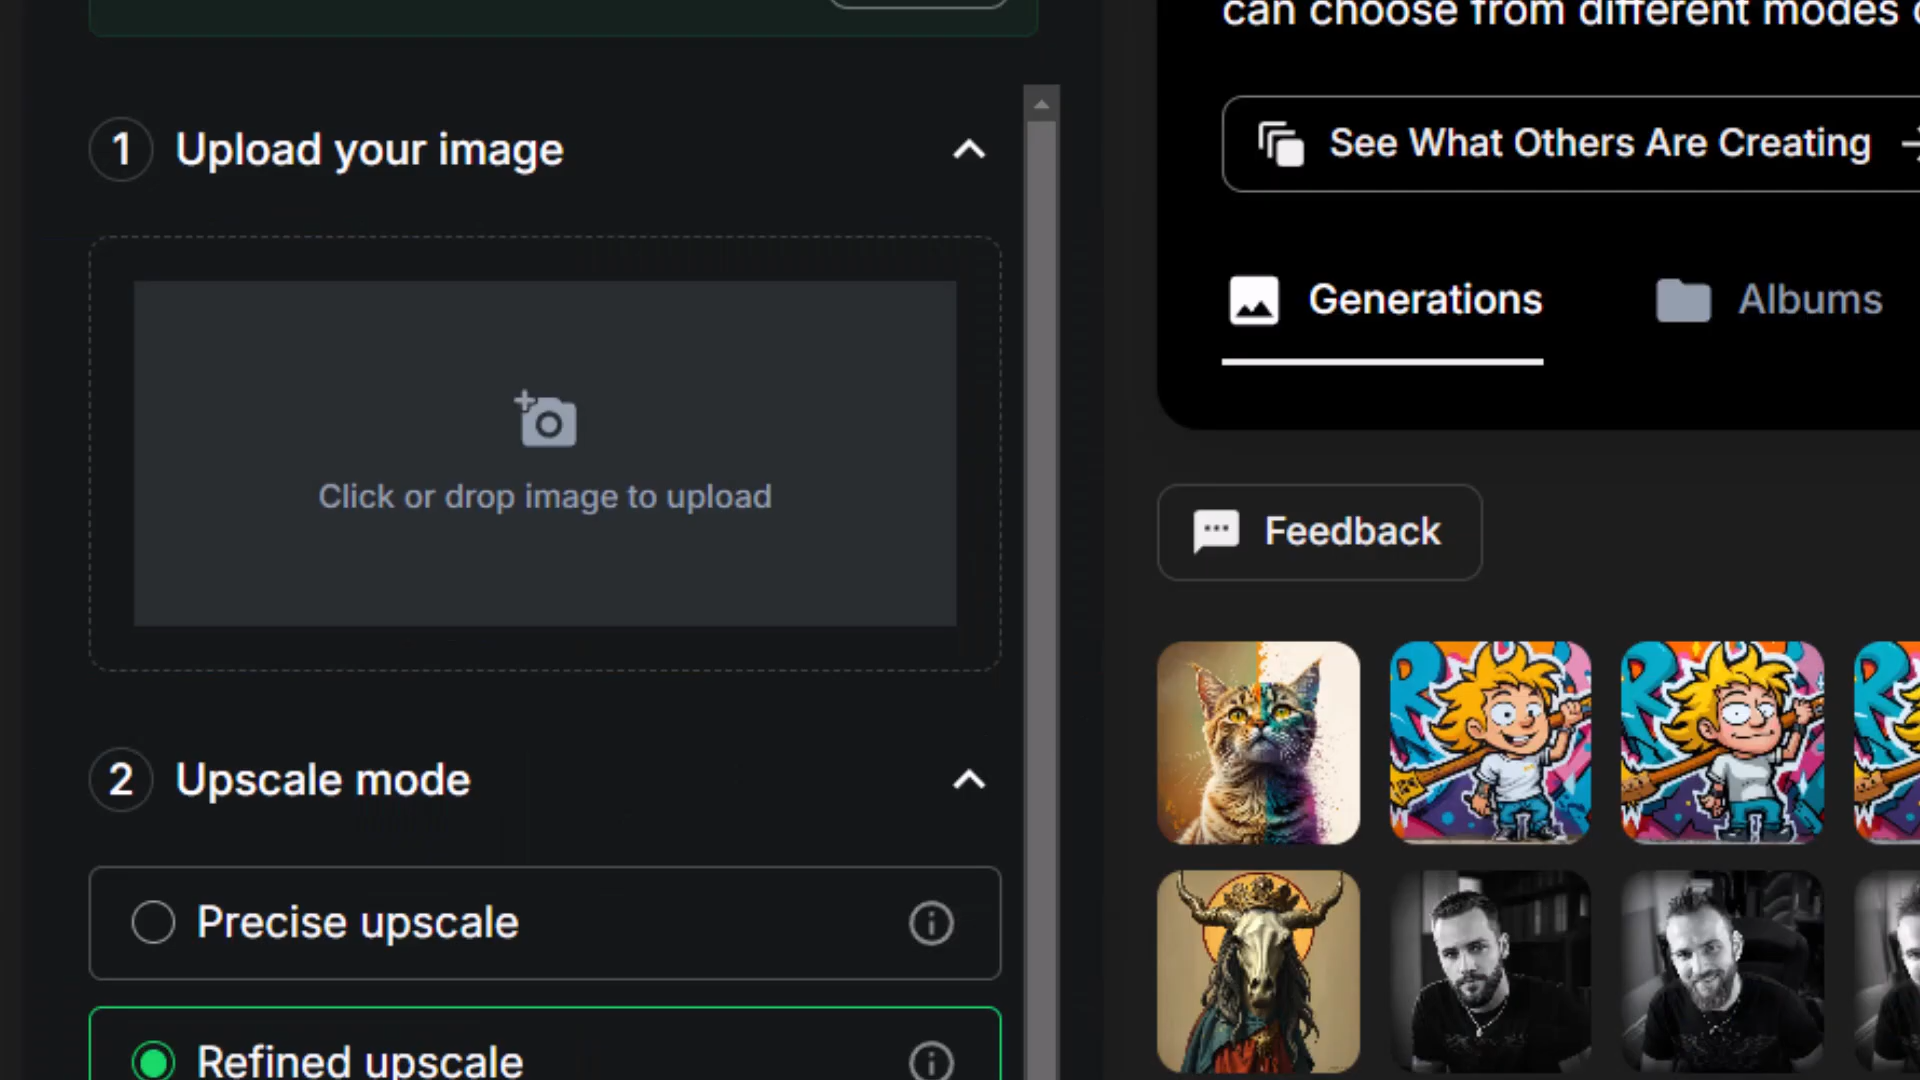 1 Upload your image
Click or drop image to upload
2 Upscale mode
Precise upscale
Refined upscale
can choose from different modes
See What Others Are Creating
Generations
Albums
Feedback